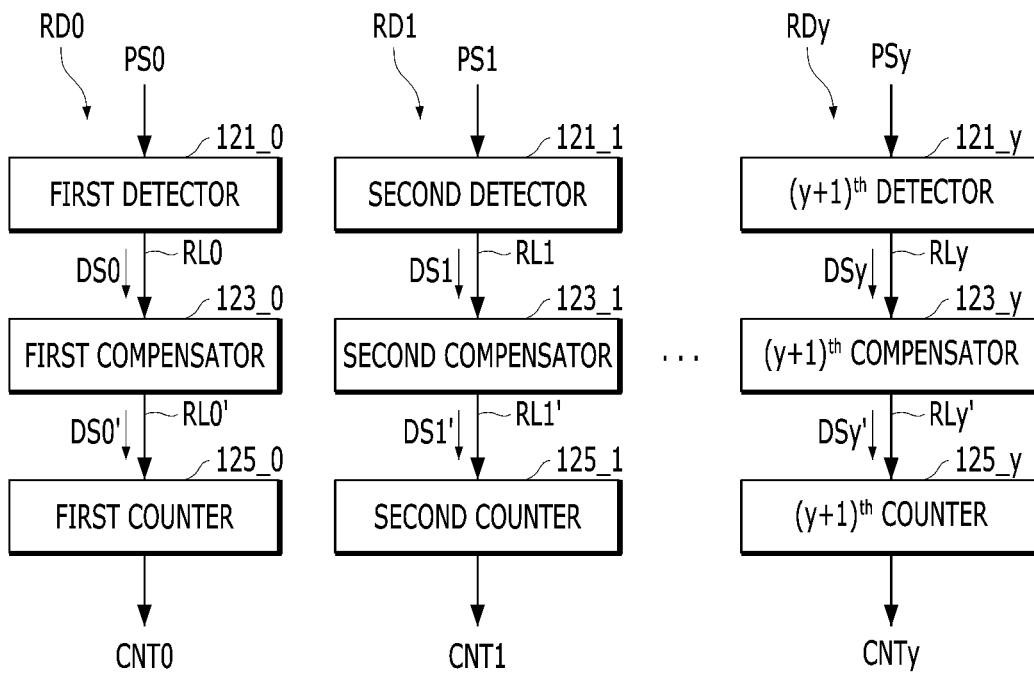 RD0
RD1
RDy
PS0
PS1
PSy
121_0
121_1
121_y
FIRST DETECTOR
SECOND DETECTOR
(y+1)th DETECTOR
DS0
RL0
DS1
RL1
DSy
RLy
123_0
123_1
123_y
FIRST COMPENSATOR
SECOND COMPENSATOR
...
(y+1)th COMPENSATOR
DS0'
RL0'
DS1'
RL1'
DSy'
RLy'
125_0
125_1
125_y
FIRST COUNTER
SECOND COUNTER
(y+1)th COUNTER
CNT0
CNT1
CNTy